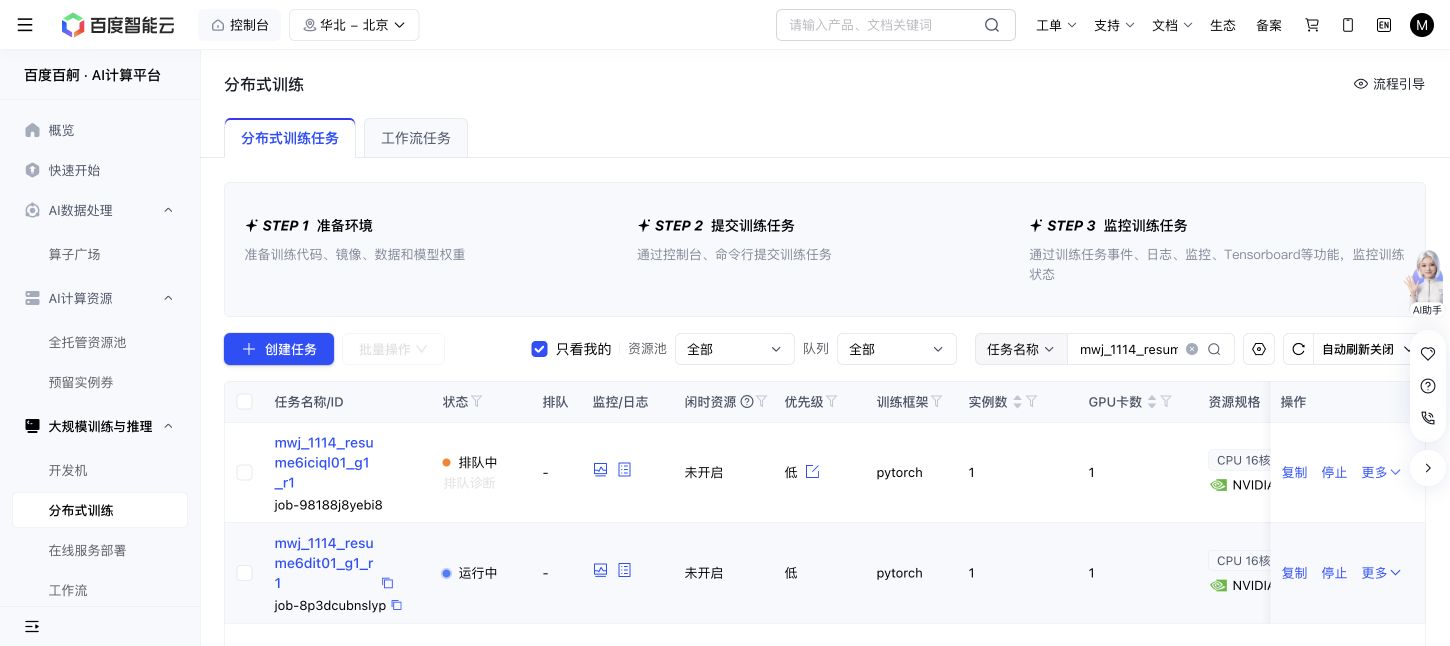 百度智能云 控制台 华北 – 北京 请输入产品、文档关键词 工单 支持 文档 生态 备案 EN M
百度百舸 · AI计算平台
概览
快速开始
AI数据处理
算子广场
AI计算资源
全托管资源池
预留实例券
大规模训练与推理
开发机
分布式训练
在线服务部署
工作流
分布式训练 流程引导
分布式训练任务 工作流任务
STEP 1 准备环境
准备训练代码、镜像、数据和模型权重
STEP 2 提交训练任务
通过控制台、命令行提交训练任务
STEP 3 监控训练任务
通过训练任务事件、日志、监控、Tensorboard等功能，监控训练
状态
AI助手
创建任务 批量操作 只看我的 资源池 全部 队列 全部 任务名称 mwj_1114_resum 自动刷新关闭
任务名称/ID 状态 排队 监控/日志 闲时资源 优先级 训练框架 实例数 GPU卡数 资源规格 操作
mwj_1114_resu
me6iciql01_g1
_r1
job-98188j8yebi8
排队中
排队诊断
- 未开启 低 pytorch 1 1
CPU 16核
NVIDIA
复制 停止 更多
mwj_1114_resu
me6dit01_g1_r
1
job-8p3dcubnslyp
运行中 - 未开启 低 pytorch 1 1
CPU 16核
NVIDIA
复制 停止 更多